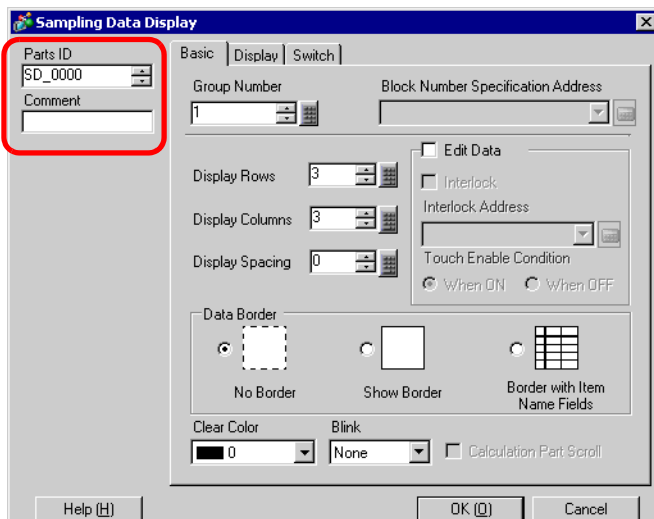 Sampling Data Display
Parts ID
SD_0000
Comment
Basic Display Switch
Group Number
1
Block Number Specification Address
Display Rows 3
Display Columns 3
Display Spacing 0
Edit Data
Interlock
Interlock Address
Touch Enable Condition
When ON When OFF
Data Border
No Border
Show Border
Border with Item
Name Fields
Clear Color
0
Blink
None
Calculation Part Scroll
Help (H)
OK (O)
Cancel